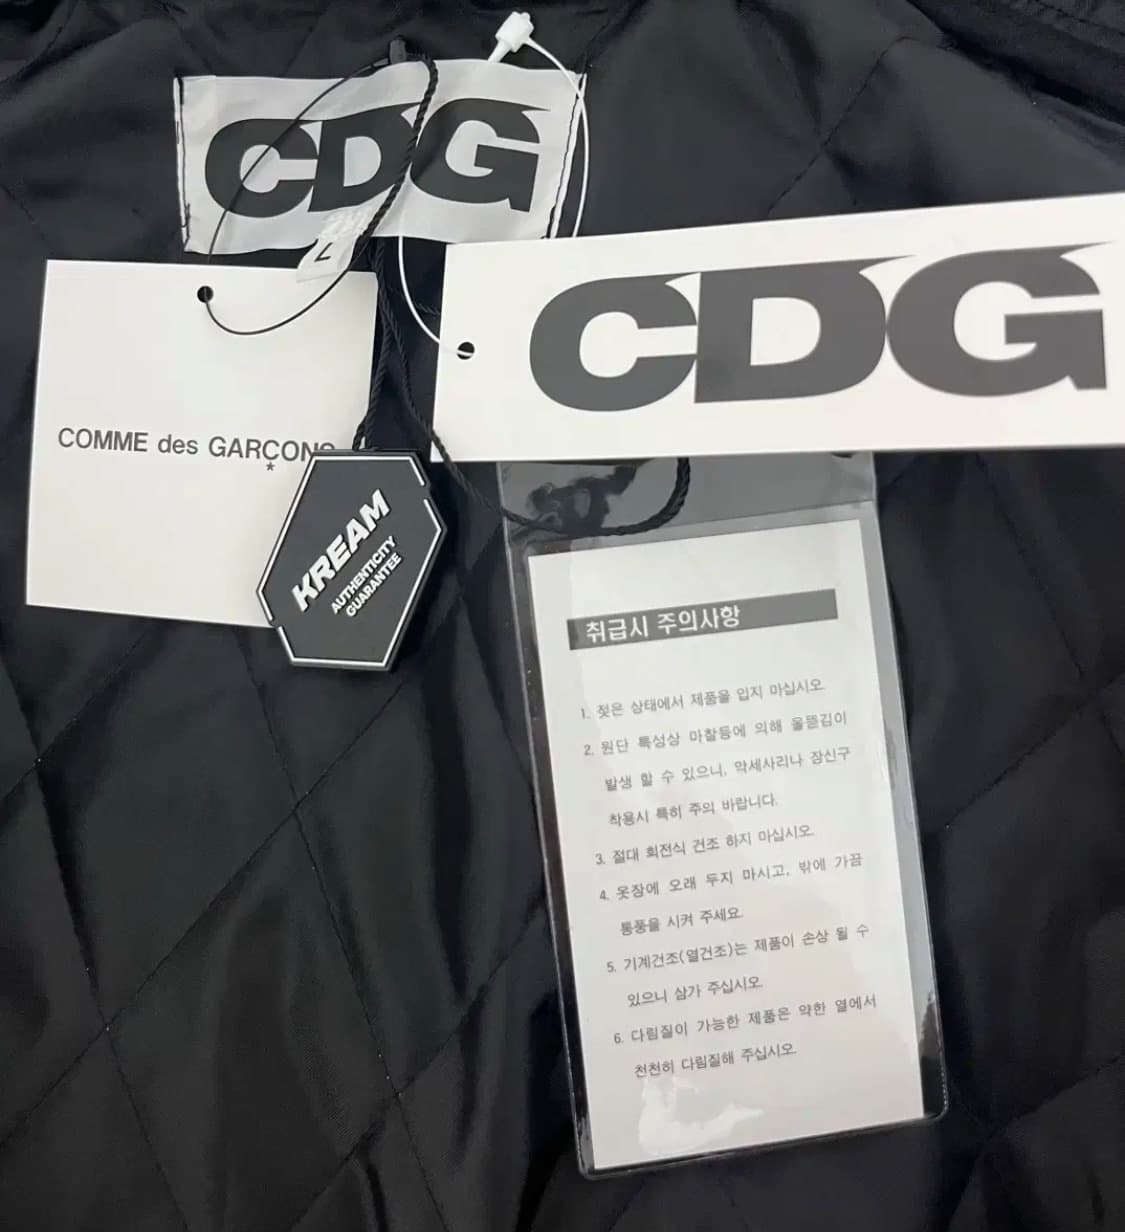 CDG
L
CDG
COMME des GARÇONS
*
KREAM
AUTHENTICITY
GUARANTEE
취급시 주의사항
1. 젖은 상태에서 제품을 입지 마십시오.
2. 원단 특성상 마찰등에 의해 올뜯김이
발생 할 수 있으니, 악세사리나 장신구
착용시 특히 주의 바랍니다.
3. 절대 회전식 건조 하지 마십시오.
4. 옷장에 오래 두지 마시고, 밖에 가끔
통풍을 시켜 주세요.
5. 기계건조(열건조)는 제품이 손상 될 수
있으니 삼가 주십시오.
6. 다림질이 가능한 제품은 약한 열에서
천천히 다림질해 주십시오.